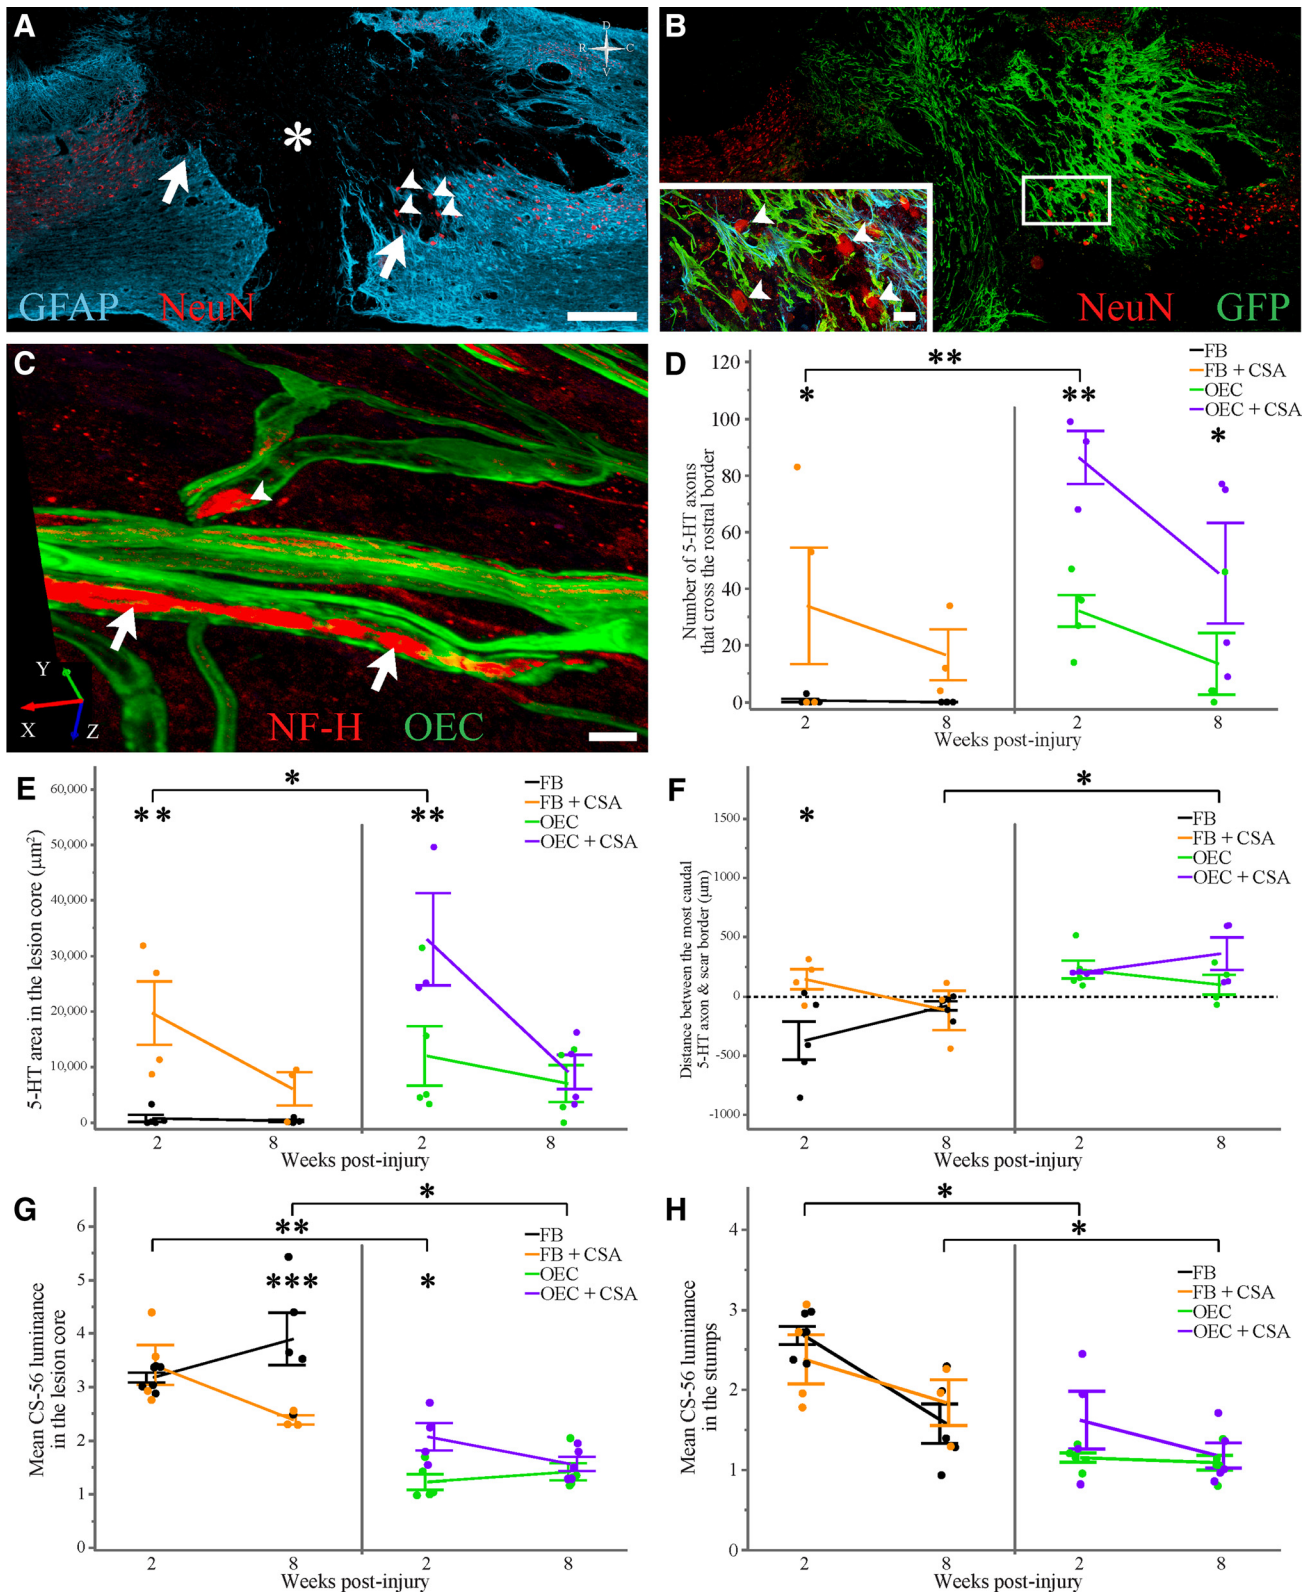 A
D
R C
V
GFAP NeuN
B
NeuN GFP
C
Y
X
Z
NF-H OEC
D
FB
FB + CSA
OEC
OEC + CSA
**
*
**
*
120
100
80
60
40
20
0
Number of 5-HT axons
that cross the rostral border
2 8 2 8
Weeks post-injury
E
FB
FB + CSA
OEC
OEC + CSA
*
**
**
60,000
50,000
40,000
30,000
20,000
10,000
0
5-HT area in the lesion core (µm²)
2 8 2 8
Weeks post-injury
F
FB
FB + CSA
OEC
OEC + CSA
*
*
1500
1000
500
0
-500
-1000
Distance between the most caudal
5-HT axon & scar border (µm)
2 8 2 8
Weeks post-injury
G
FB
FB + CSA
OEC
OEC + CSA
*
**
***
*
6
5
4
3
2
1
0
Mean CS-56 luminance
in the lesion core
2 8 2 8
Weeks post-injury
H
FB
FB + CSA
OEC
OEC + CSA
*
*
4
3
2
1
0
Mean CS-56 luminance
in the stumps
2 8 2 8
Weeks post-injury